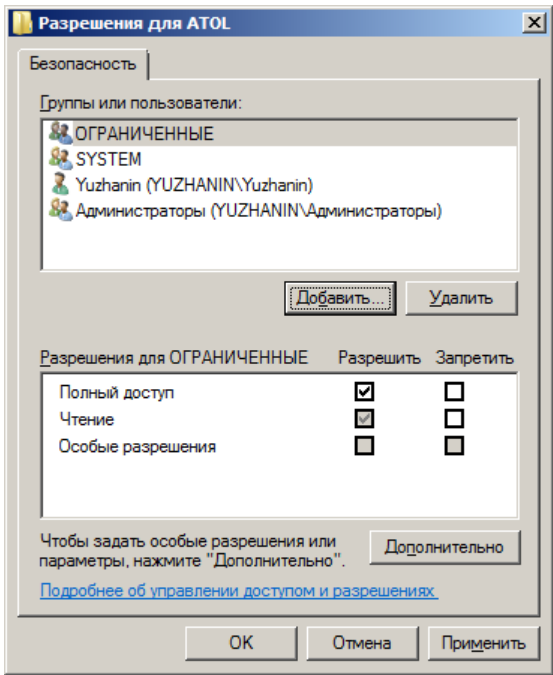 Разрешения для ATOL
Безопасность
Группы или пользователи:
ОГРАНИЧЕННЫЕ
SYSTEM
Yuzhanin (YUZHANIN\Yuzhanin)
Администраторы (YUZHANIN\Администраторы)
Добавить...
Удалить
Разрешения для ОГРАНИЧЕННЫЕ Разрешить Запретить
Полный доступ
Чтение
Особые разрешения
Чтобы задать особые разрешения или
параметры, нажмите "Дополнительно".
Дополнительно
Подробнее об управлении доступом и разрешениях
ОК
Отмена
Применить